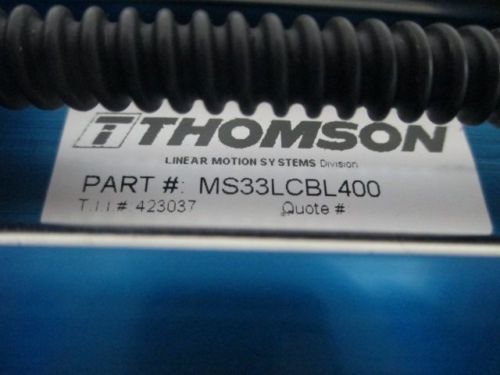 THOMSON
LINEAR MOTION SYSTEMS Division
PART #: MS33LCBL400
T.I.I # 423037 Quote #